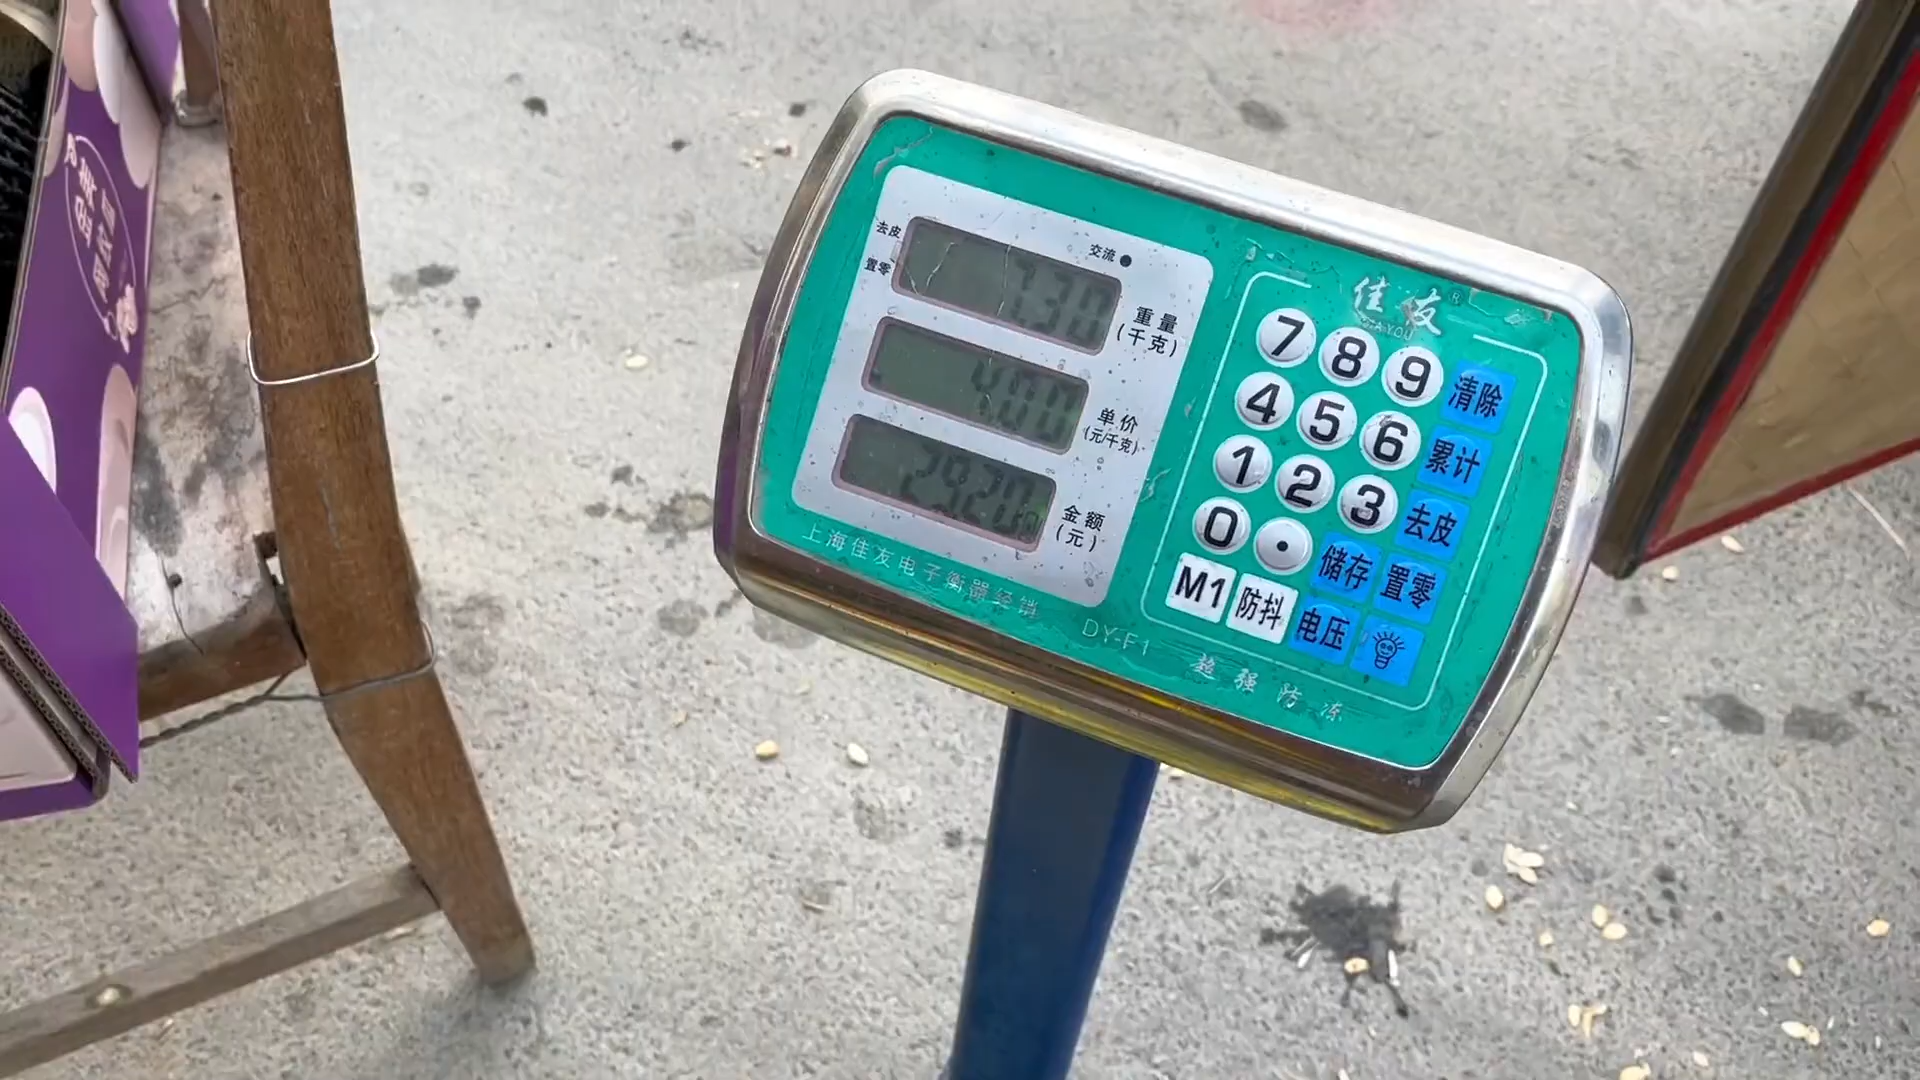 去皮
交流
置零
7.30
重量
(千克)
4.00
单价
(元/千克)
29.20
金额
(元)
上海佳友电子衡器经销
DY-F1
超强防冻
佳友®
JIAYOU
7 8 9 清除
4 5 6 累计
1 2 3 去皮
0 · 储存 置零
M1 防抖 电压